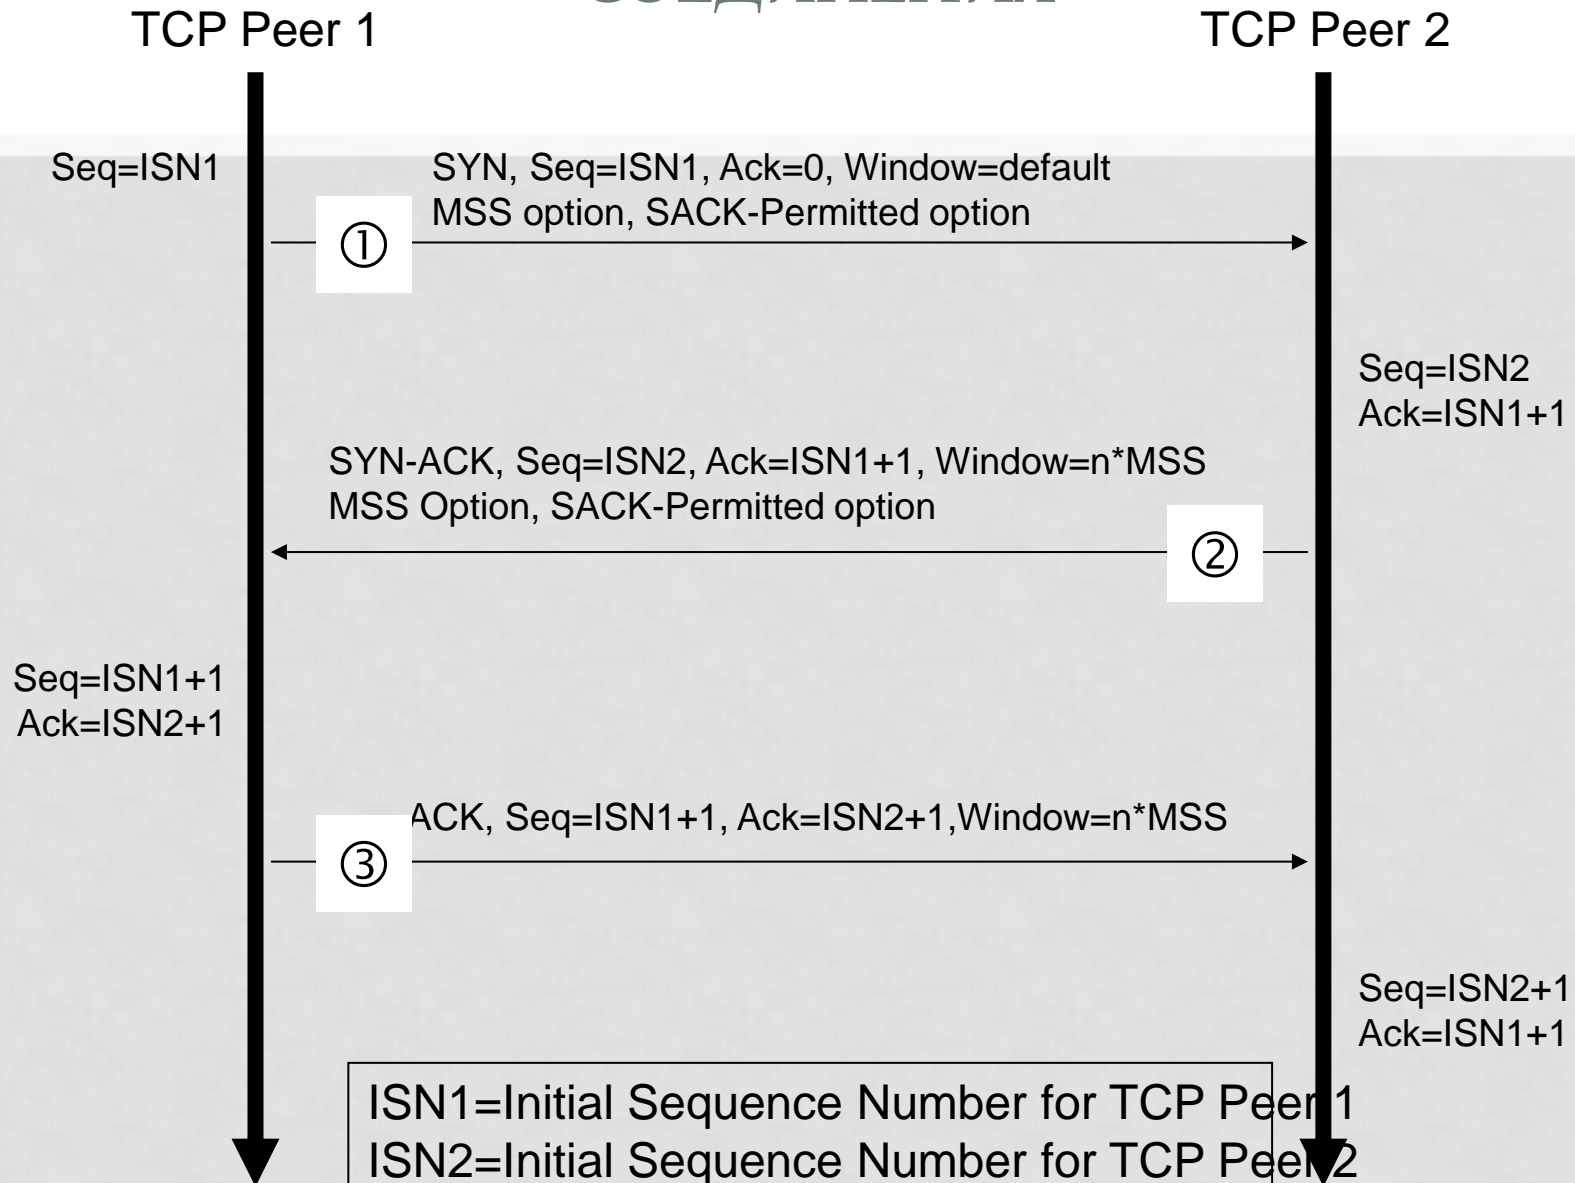 TCP Peer 1
TCP Peer 2
Seq=ISN1
SYN, Seq=ISN1, Ack=0, Window=default
MSS option, SACK-Permitted option
①
Seq=ISN2
Ack=ISN1+1
SYN-ACK, Seq=ISN2, Ack=ISN1+1, Window=n*MSS
MSS Option, SACK-Permitted option
②
Seq=ISN1+1
Ack=ISN2+1
ACK, Seq=ISN1+1, Ack=ISN2+1,Window=n*MSS
③
Seq=ISN2+1
Ack=ISN1+1
ISN1=Initial Sequence Number for TCP Peer 1
ISN2=Initial Sequence Number for TCP Peer 2